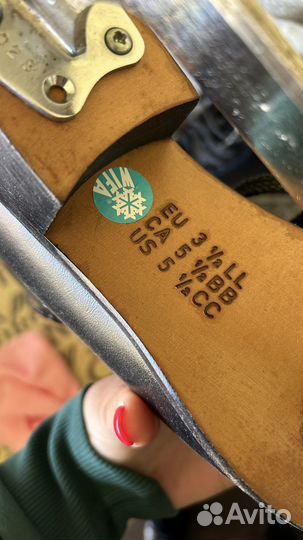 WIFA
EU 3 ½ LL
CA 5 ½ BB
US 5 ½ CC
Avito